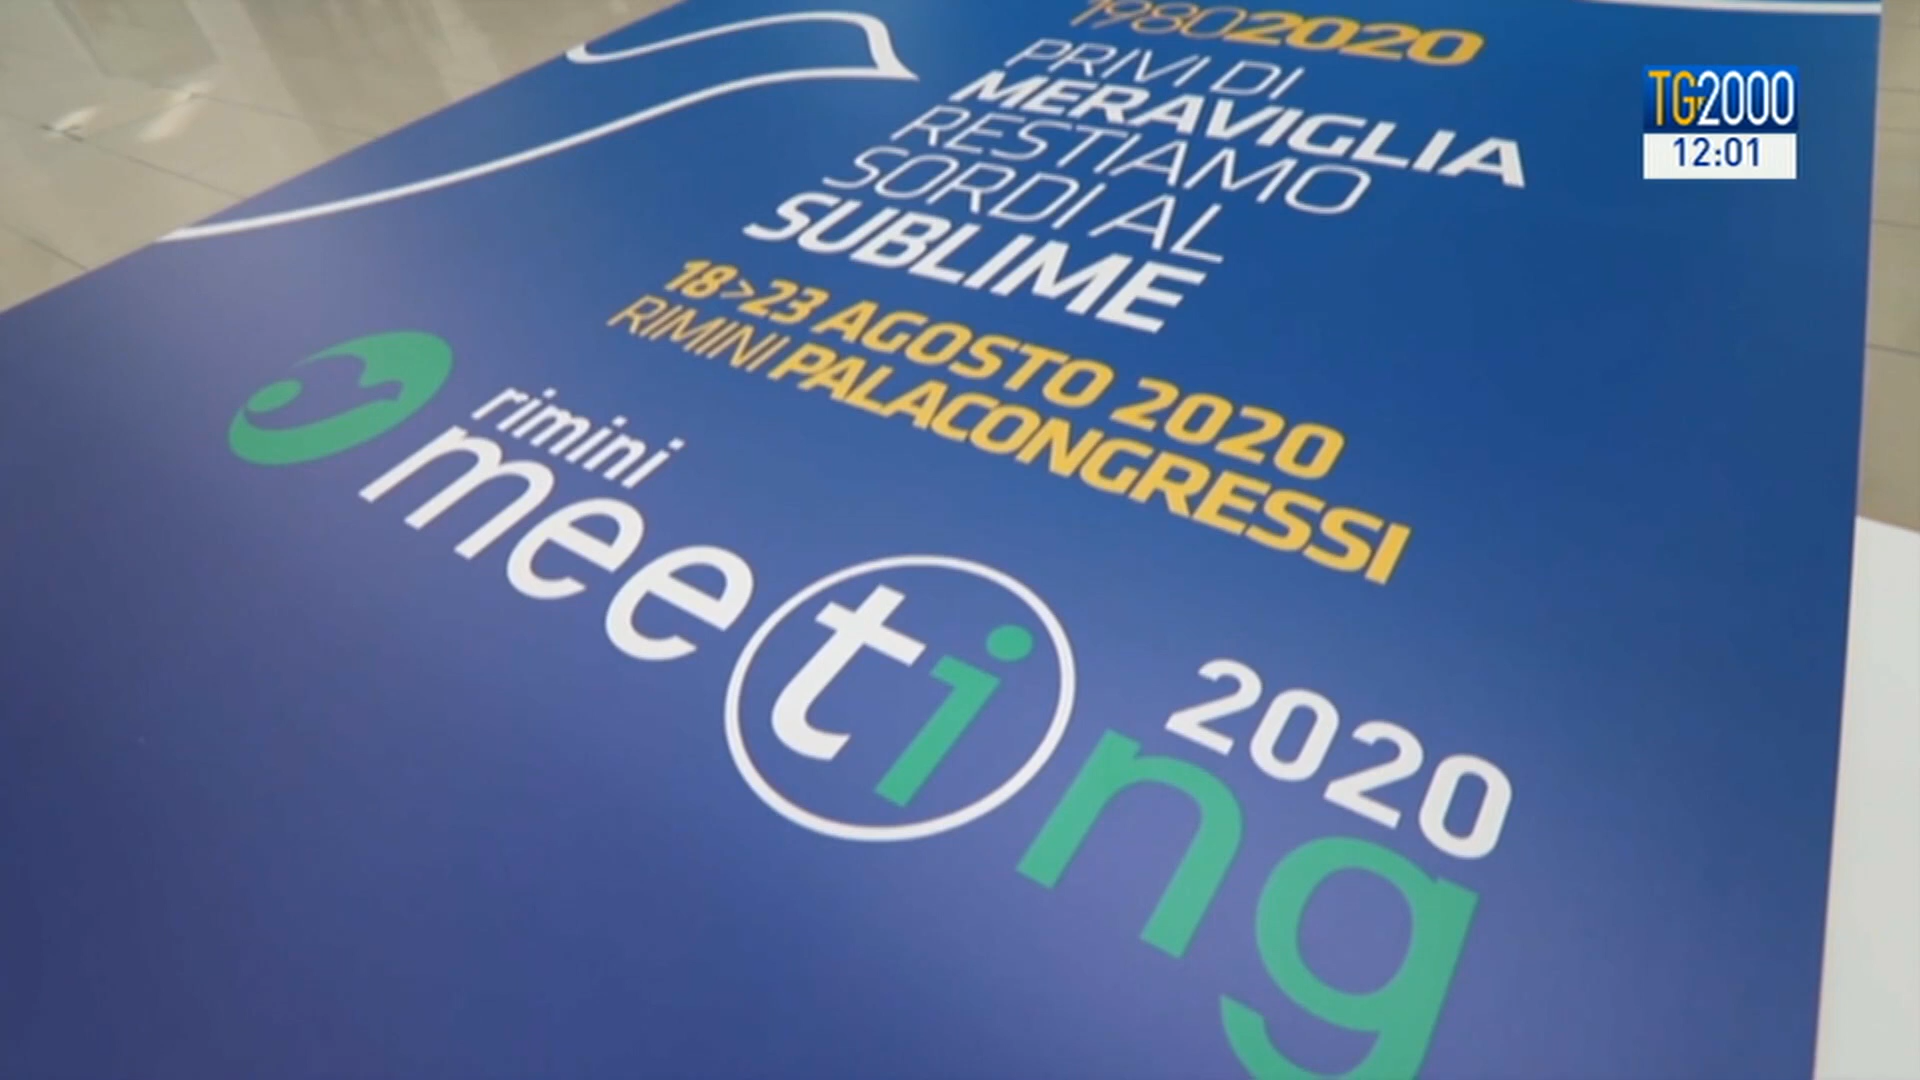 19802020
PRIVI DI
MERAVIGLIA
RESTIAMO
SORDI AL
SUBLIME
18>23 AGOSTO 2020
RIMINI PALACONGRESSI
rimini
meeting
2020
TG2000
12:01